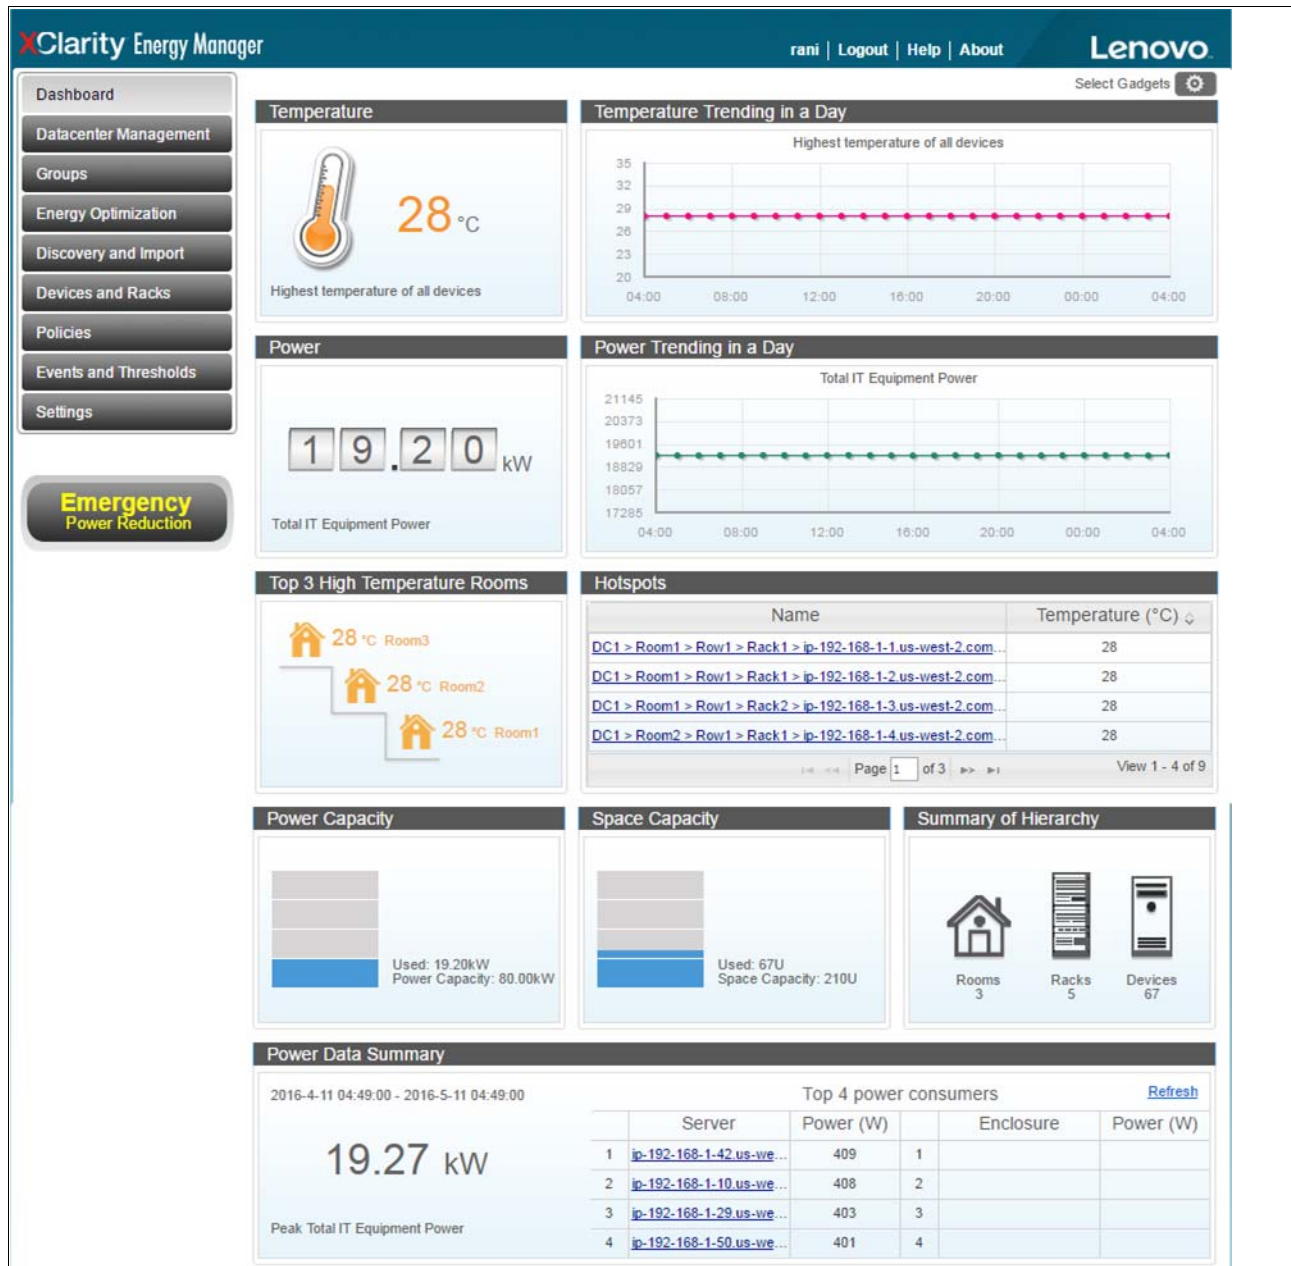 XClarity Energy Manager
rani | Logout | Help | About
Lenovo
Select Gadgets
Dashboard
Datacenter Management
Groups
Energy Optimization
Discovery and Import
Devices and Racks
Policies
Events and Thresholds
Settings
Emergency
Power Reduction
Temperature
28 °C
Highest temperature of all devices
Temperature Trending in a Day
Highest temperature of all devices
35
32
29
26
23
20
04:00 08:00 12:00 16:00 20:00 00:00 04:00
Power
19.20 kW
Total IT Equipment Power
Power Trending in a Day
Total IT Equipment Power
21145
20373
19601
18829
18057
17285
04:00 08:00 12:00 16:00 20:00 00:00 04:00
Top 3 High Temperature Rooms
28 °C Room3
28 °C Room2
28 °C Room1
Hotspots
Name Temperature (°C)
DC1 > Room1 > Row1 > Rack1 > ip-192-168-1-1.us-west-2.com... 28
DC1 > Room1 > Row1 > Rack1 > ip-192-168-1-2.us-west-2.com... 28
DC1 > Room1 > Row1 > Rack2 > ip-192-168-1-3.us-west-2.com... 28
DC1 > Room2 > Row1 > Rack1 > ip-192-168-1-4.us-west-2.com... 28
Page 1 of 3 View 1 - 4 of 9
Power Capacity
Used: 19.20kW
Power Capacity: 80.00kW
Space Capacity
Used: 67U
Space Capacity: 210U
Summary of Hierarchy
Rooms Racks Devices
3 5 67
Power Data Summary
2016-4-11 04:49:00 - 2016-5-11 04:49:00
19.27 kW
Peak Total IT Equipment Power
Top 4 power consumers Refresh
Server Power (W) Enclosure Power (W)
1 ip-192-168-1-42.us-we... 409 1
2 ip-192-168-1-10.us-we... 408 2
3 ip-192-168-1-29.us-we... 403 3
4 ip-192-168-1-50.us-we... 401 4